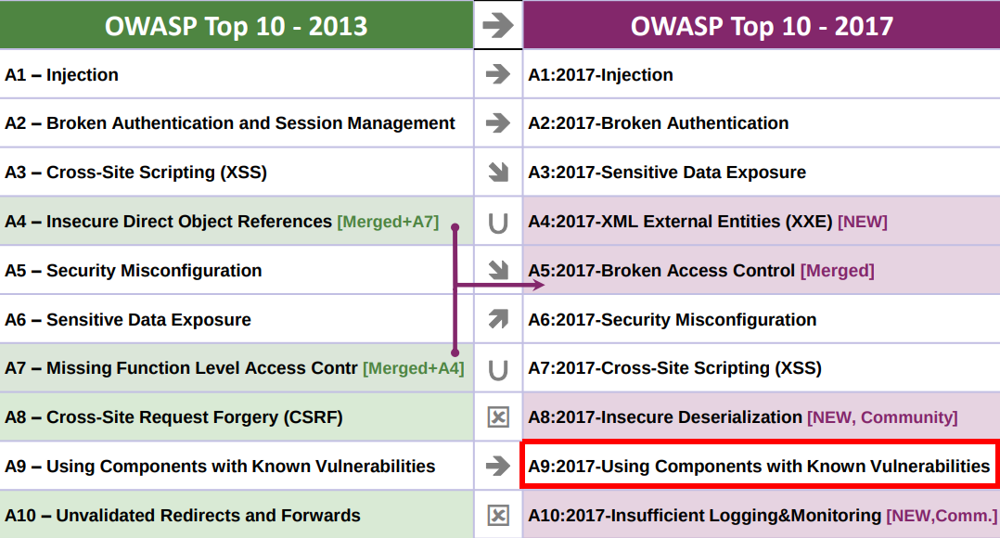 OWASP Top 10 - 2013 OWASP Top 10 - 2017
A1 – Injection A1:2017-Injection
A2 – Broken Authentication and Session Management A2:2017-Broken Authentication
A3 – Cross-Site Scripting (XSS) A3:2017-Sensitive Data Exposure
A4 – Insecure Direct Object References [Merged+A7] A4:2017-XML External Entities (XXE) [NEW]
A5 – Security Misconfiguration A5:2017-Broken Access Control [Merged]
A6 – Sensitive Data Exposure A6:2017-Security Misconfiguration
A7 – Missing Function Level Access Contr [Merged+A4] A7:2017-Cross-Site Scripting (XSS)
A8 – Cross-Site Request Forgery (CSRF) A8:2017-Insecure Deserialization [NEW, Community]
A9 – Using Components with Known Vulnerabilities A9:2017-Using Components with Known Vulnerabilities
A10 – Unvalidated Redirects and Forwards A10:2017-Insufficient Logging&Monitoring [NEW,Comm.]